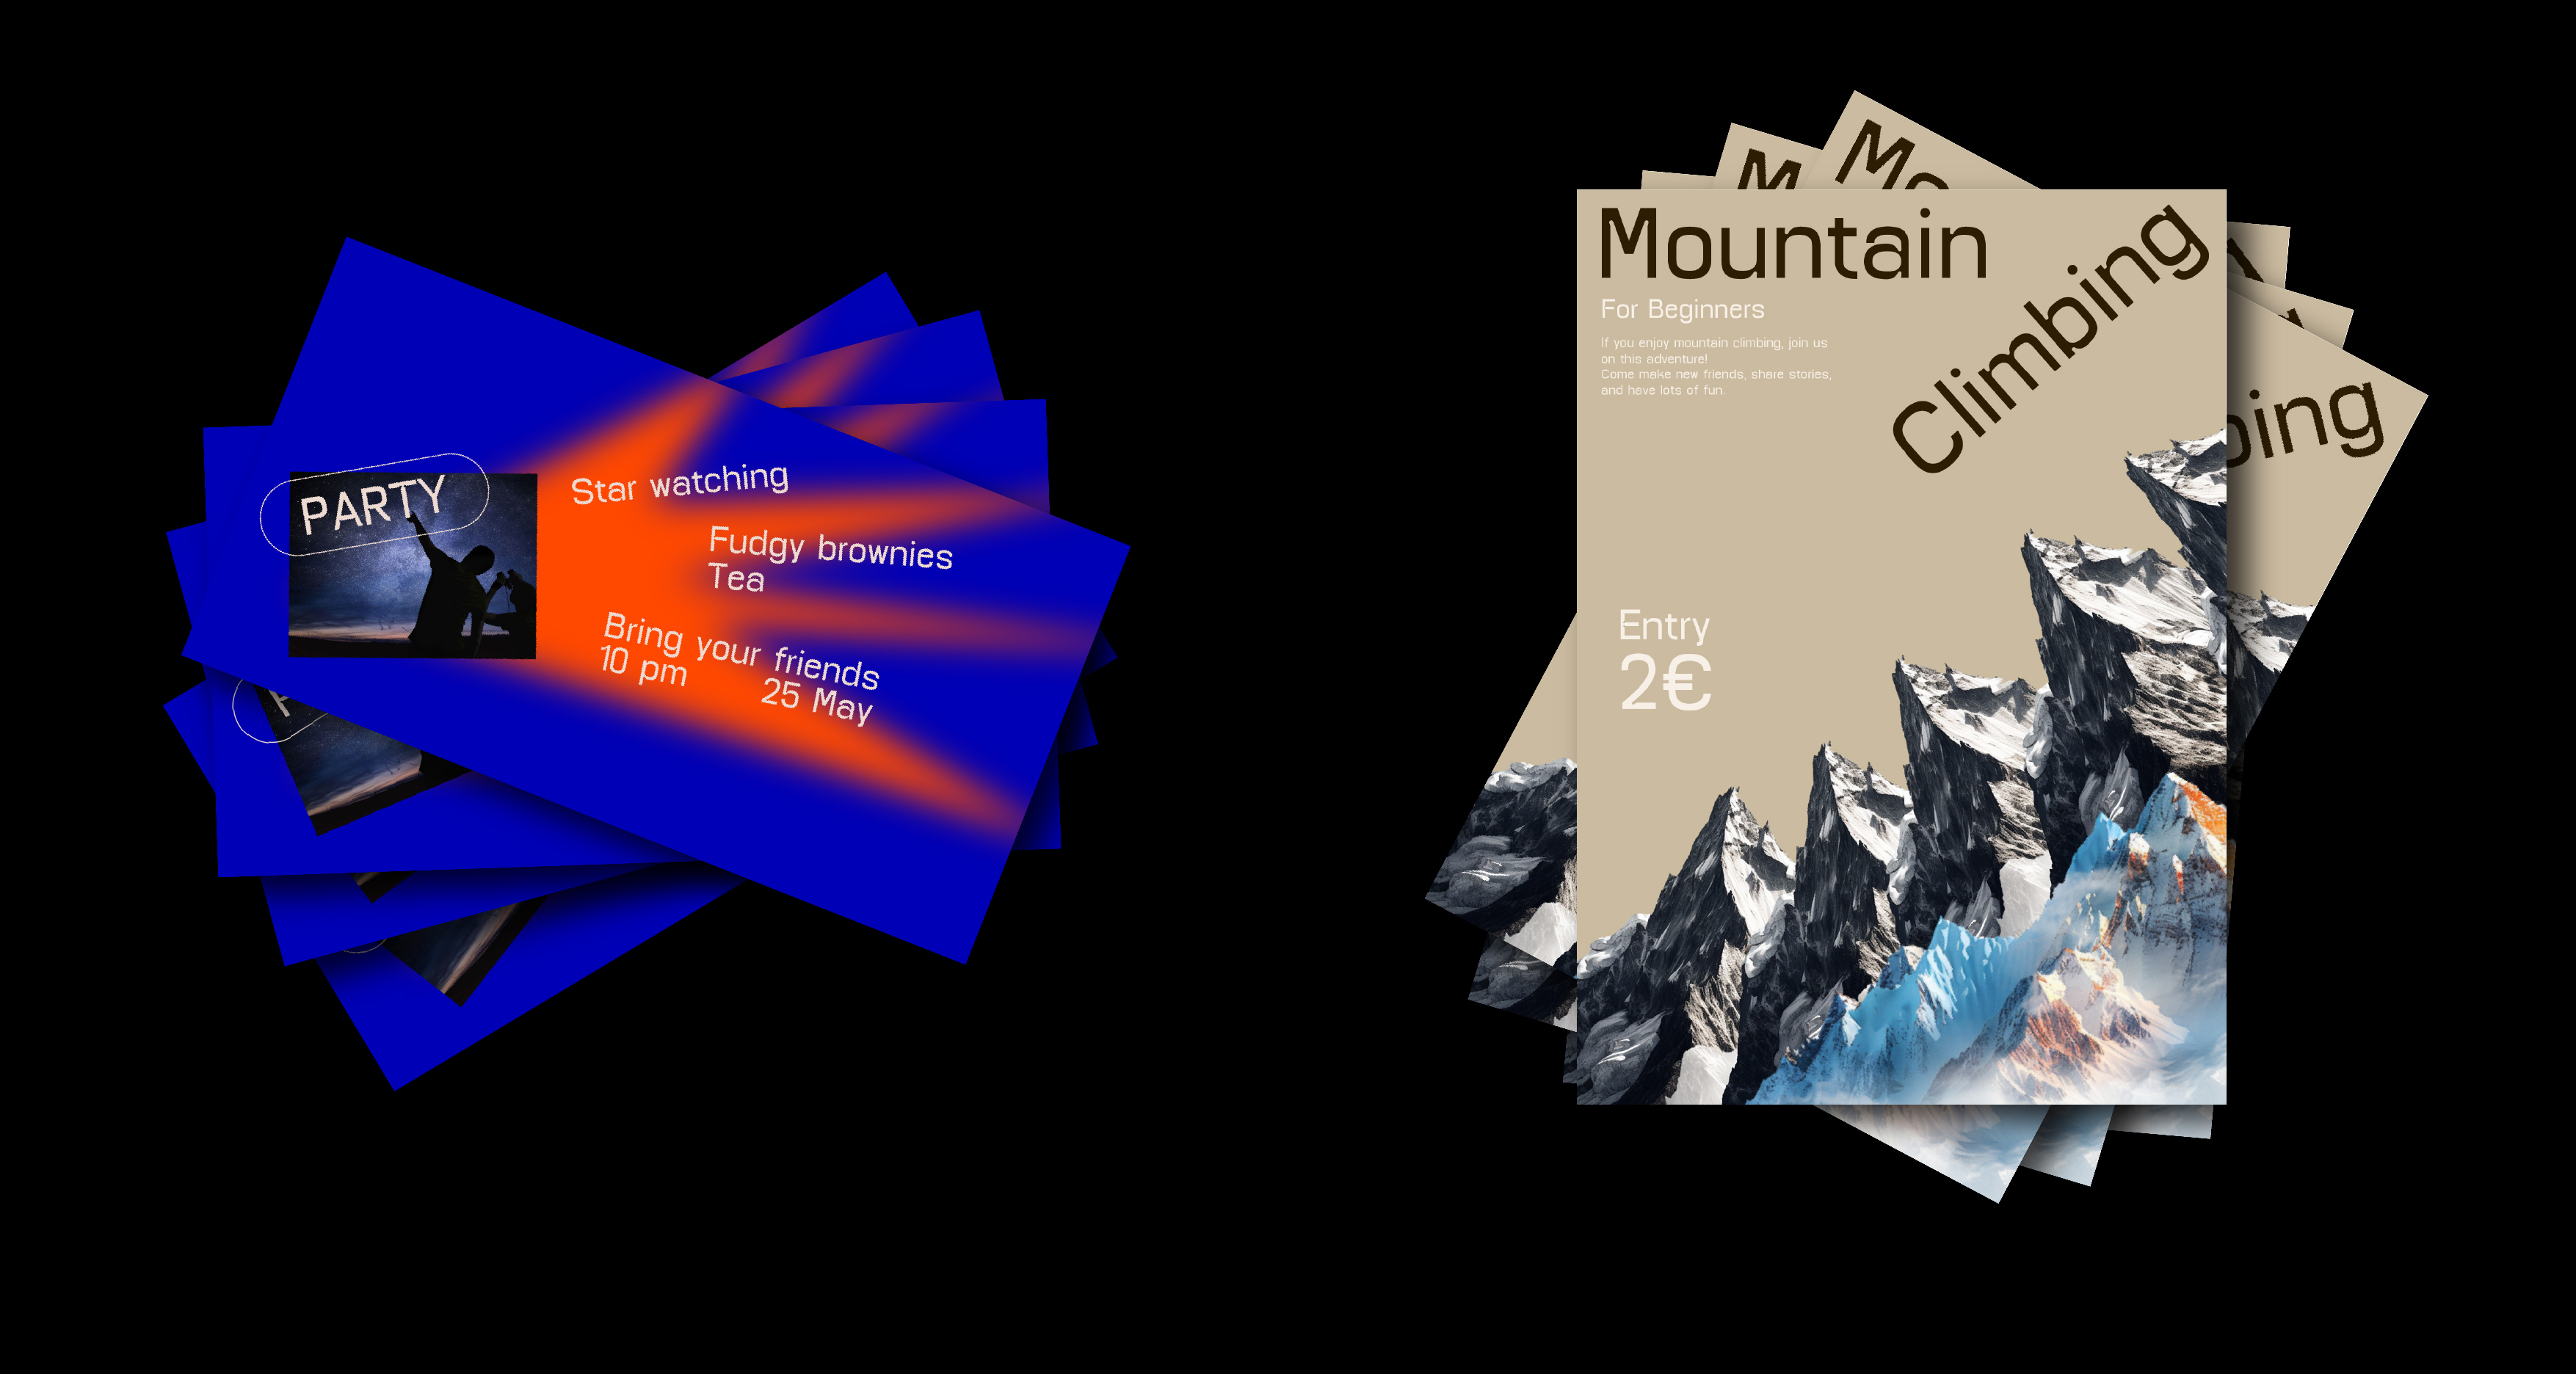 PARTY
Star watching
Fudgy brownies
Tea
Bring your friends
10 pm
25 May
P
M
Mo
Mountain
Climbing
For Beginners
If you enjoy mountain climbing, join us
on this adventure!
Come make new friends, share stories,
and have lots of fun.
Entry
2€
bing